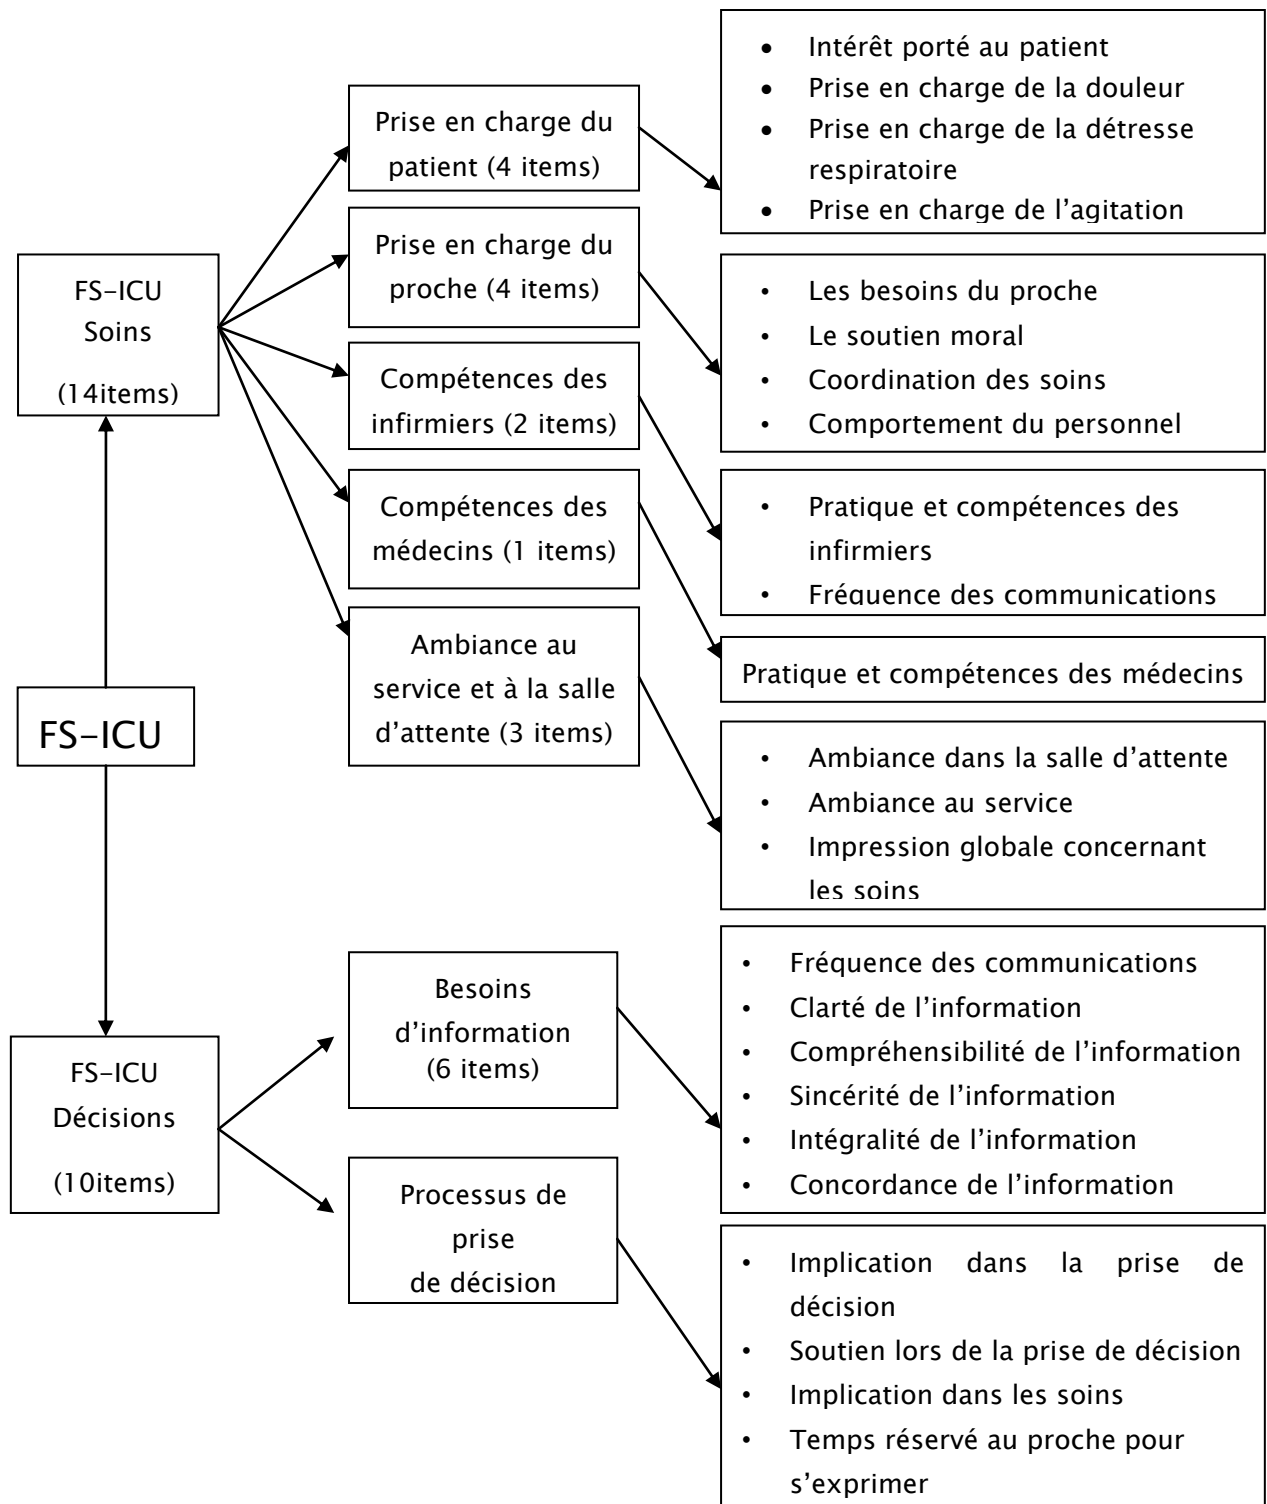 FS-ICU
FS-ICU
Soins
(14items)
Prise en charge du
patient (4 items)
• Intérêt porté au patient
• Prise en charge de la douleur
• Prise en charge de la détresse
respiratoire
• Prise en charge de l'agitation
Prise en charge du
proche (4 items)
• Les besoins du proche
• Le soutien moral
• Coordination des soins
• Comportement du personnel
Compétences des
infirmiers (2 items)
• Pratique et compétences des
infirmiers
• Fréquence des communications
Compétences des
médecins (1 items)
Pratique et compétences des médecins
Ambiance au
service et à la salle
d'attente (3 items)
• Ambiance dans la salle d'attente
• Ambiance au service
• Impression globale concernant
les soins
FS-ICU
Décisions
(10items)
Besoins
d'information
(6 items)
• Fréquence des communications
• Clarté de l'information
• Compréhensibilité de l'information
• Sincérité de l'information
• Intégralité de l'information
• Concordance de l'information
Processus de
prise
de décision
• Implication dans la prise de
décision
• Soutien lors de la prise de décision
• Implication dans les soins
• Temps réservé au proche pour
s'exprimer